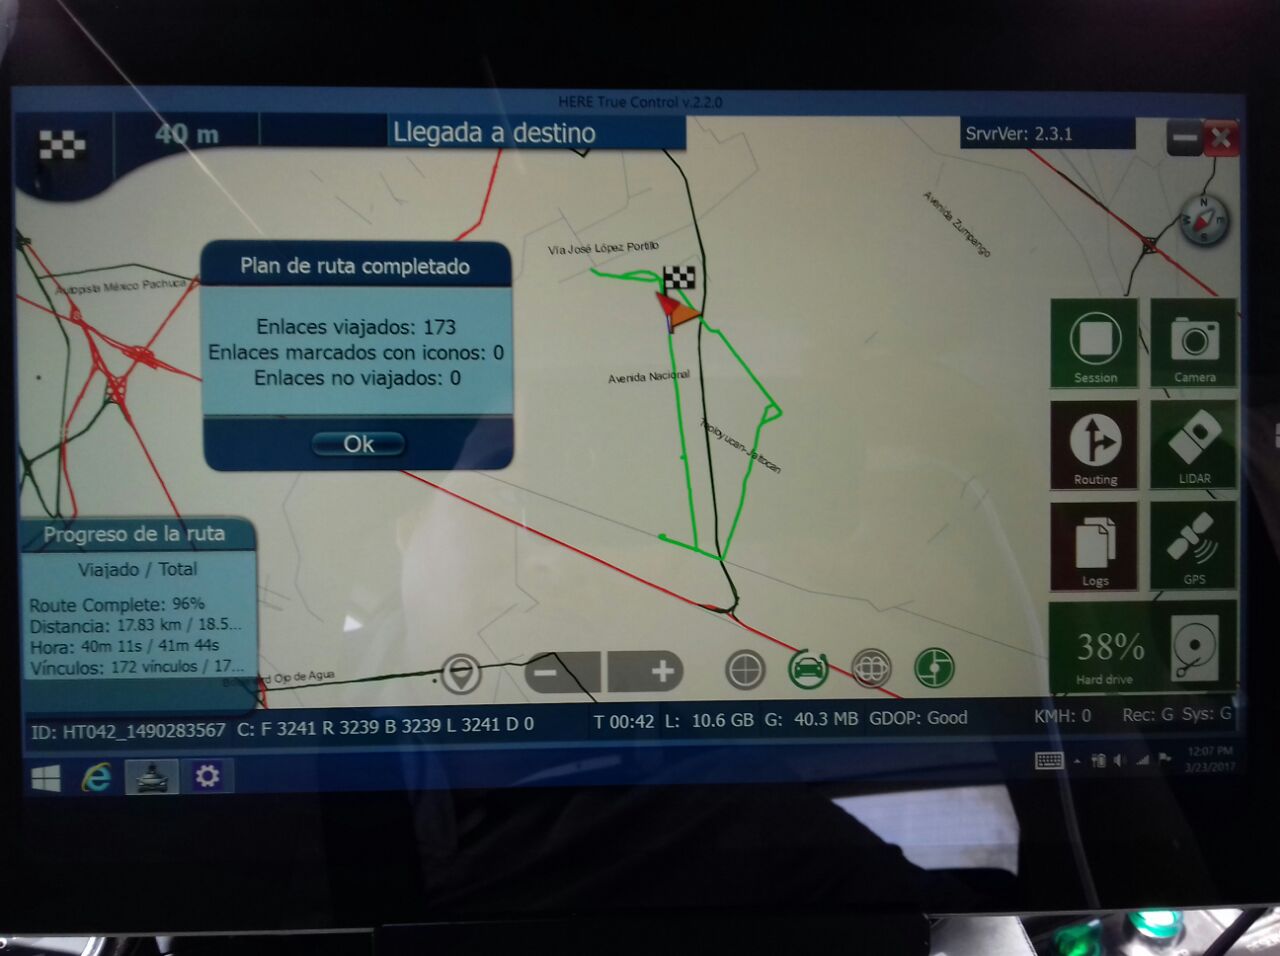 HERE True Control v.2.2.0
40 m
Llegada a destino
SrvrVer: 2.3.1
N
E
S
Avenida Zumpango
Vía José López Portillo
Autopista México Pachuca
Plan de ruta completado
Enlaces viajados: 173
Enlaces marcados con iconos: 0
Enlaces no viajados: 0
Ok
Avenida Nacional
Session
Camera
Routing
LIDAR
Logs
GPS
38%
Hard drive
Progreso de la ruta
Viajado / Total
Route Complete: 96%
Distancia: 17.83 km / 18.5...
Hora: 40m 11s / 41m 44s
Vínculos: 172 vínculos / 17...
Ojo de Agua
ID: HT042_1490283567 C: F 3241 R 3239 B 3239 L 3241 D 0 T 00:42 L: 10.6 GB G: 40.3 MB GDOP: Good KMH: 0 Rec: G Sys: G
12:07 PM
3/23/2017